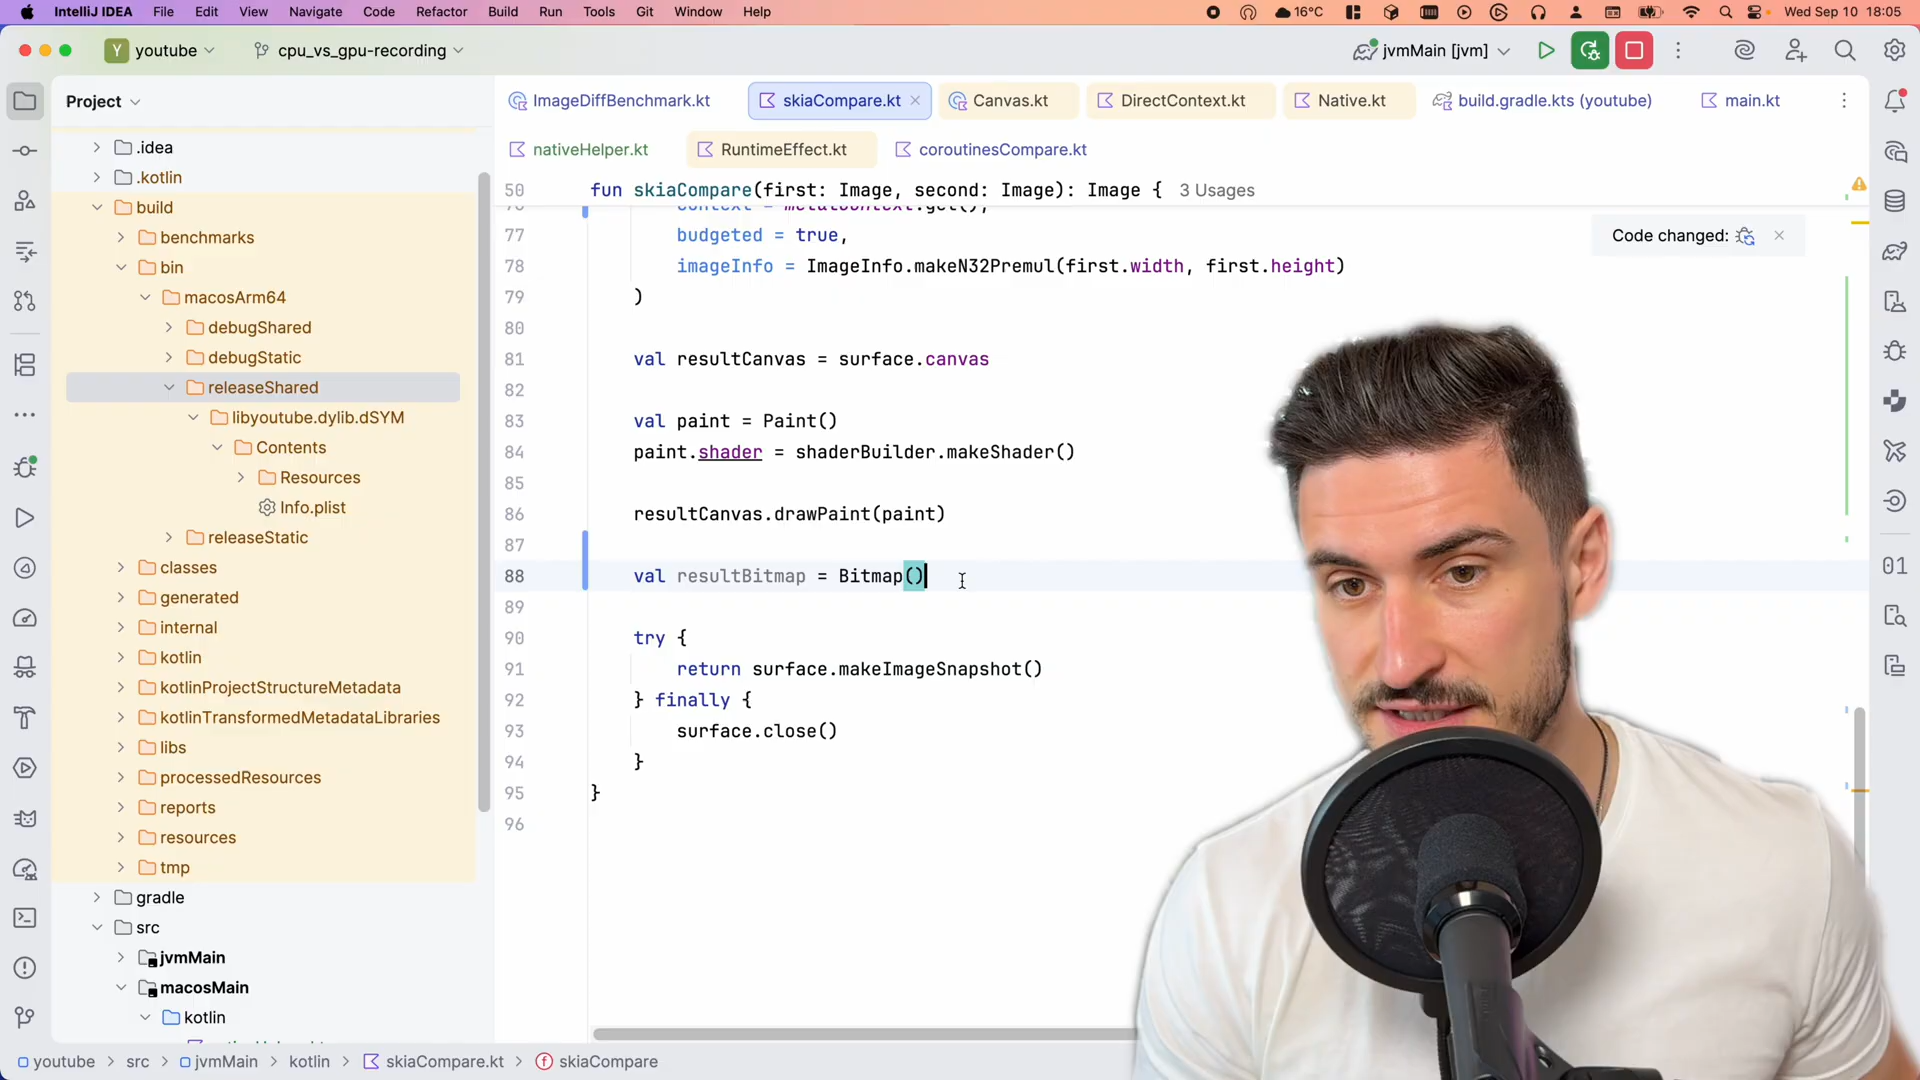 IntelliJ IDEA File Edit View Navigate Code Refactor Build Run Tools Git Window Help 16°C Wed Sep 10 18:05
Y youtube cpu_vs_gpu-recording jvmMain [jvm]
Project
ImageDiffBenchmark.kt skiaCompare.kt Canvas.kt DirectContext.kt Native.kt build.gradle.kts (youtube) main.kt
nativeHelper.kt RuntimeEffect.kt coroutinesCompare.kt
.idea
.kotlin
build
benchmarks
bin
macosArm64
debugShared
debugStatic
releaseShared
libyoutube.dylib.dSYM
Contents
Resources
Info.plist
releaseStatic
classes
generated
internal
kotlin
kotlinProjectStructureMetadata
kotlinTransformedMetadataLibraries
libs
processedResources
reports
resources
tmp
gradle
src
jvmMain
macosMain
kotlin
50 fun skiaCompare(first: Image, second: Image): Image { 3 Usages
context = metalContext.get(),
77 budgeted = true,
78 imageInfo = ImageInfo.makeN32Premul(first.width, first.height)
79 )
80
81 val resultCanvas = surface.canvas
82
83 val paint = Paint()
84 paint.shader = shaderBuilder.makeShader()
85
86 resultCanvas.drawPaint(paint)
87
88 val resultBitmap = Bitmap()
89
90 try {
91 return surface.makeImageSnapshot()
92 } finally {
93 surface.close()
94 }
95 }
96
Code changed:
01
youtube > src > jvmMain > kotlin > skiaCompare.kt > skiaCompare